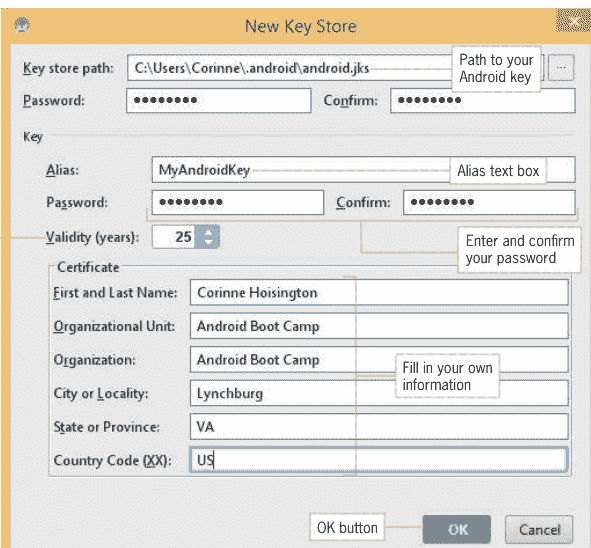 New Key Store
Key store path: C:\Users\Corinne\.android\android.jks ...
Path to your
Android key
Password: •••••••• Confirm: ••••••••
Key
Alias: MyAndroidKey
Alias text box
Password: •••••••• Confirm: ••••••••
Validity (years): 25
Enter and confirm
your password
Certificate
First and Last Name: Corinne Hoisington
Organizational Unit: Android Boot Camp
Organization: Android Boot Camp
Fill in your own
information
City or Locality: Lynchburg
State or Province: VA
Country Code (XX): US
OK button
OK Cancel